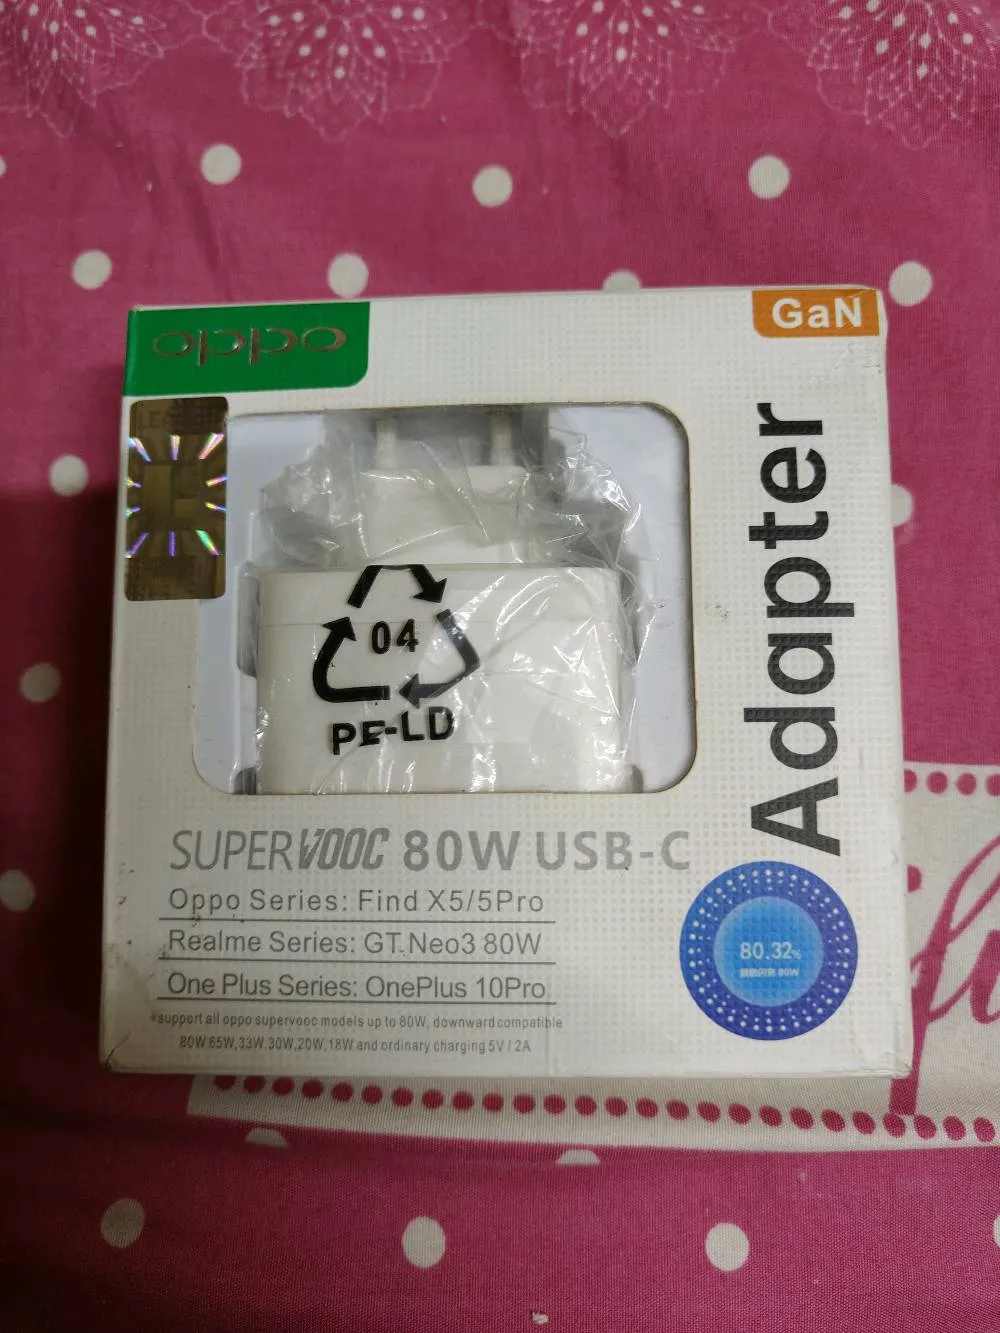 oppo
GaN
LEA
Adapter
04
PE-LD
SUPERVOOC 80W USB-C
Oppo Series: Find X5/5Pro
Realme Series: GT.Neo3 80W
One Plus Series: OnePlus 10Pro
80.32%
80W
*support all oppo supervooc models up to 80W, downward compatible
80W 65W,33W.30W,20W,18W and ordinary charging 5V / 2A